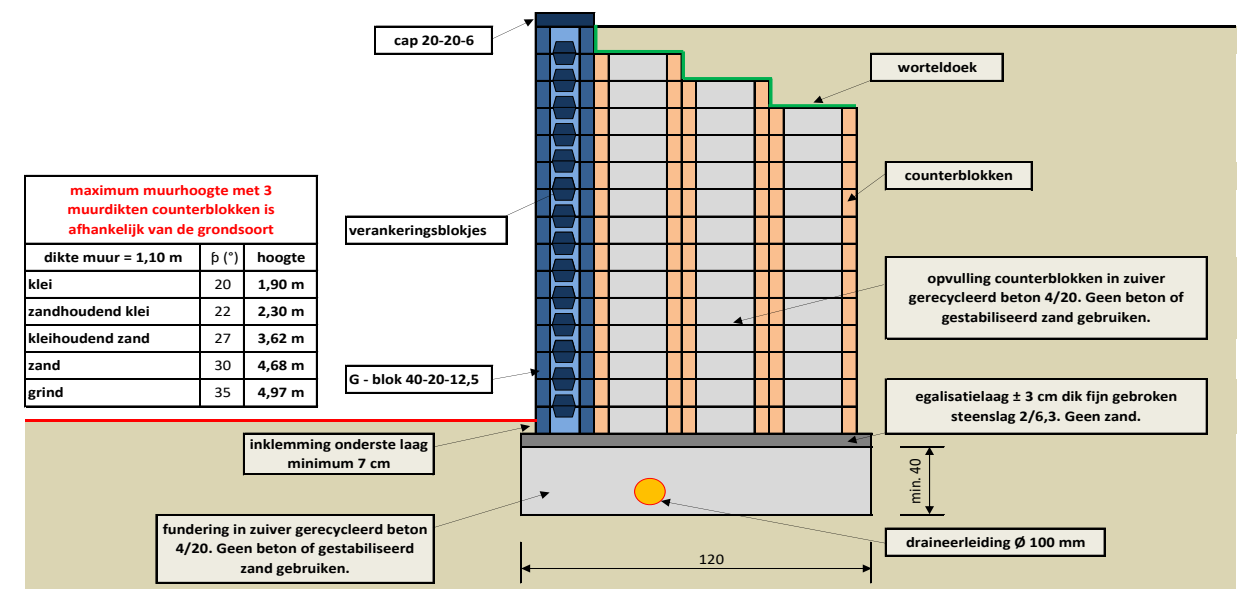 cap 20-20-6
worteldoek
counterblokken
maximum muurhoogte met 3
muurdikten counterblokken is
afhankelijk van de grondsoort
dikte muur = 1,10 m ϸ (°) hoogte
klei 20 1,90 m
zandhoudend klei 22 2,30 m
kleihoudend zand 27 3,62 m
zand 30 4,68 m
grind 35 4,97 m
verankeringsblokjes
opvulling counterblokken in zuiver
gerecycleerd beton 4/20. Geen beton of
gestabiliseerd zand gebruiken.
G - blok 40-20-12,5
egalisatielaag ± 3 cm dik fijn gebroken
steenslag 2/6,3. Geen zand.
inklemming onderste laag
minimum 7 cm
min. 40
fundering in zuiver gerecycleerd beton
4/20. Geen beton of gestabiliseerd
zand gebruiken.
draineerleiding Ø 100 mm
120